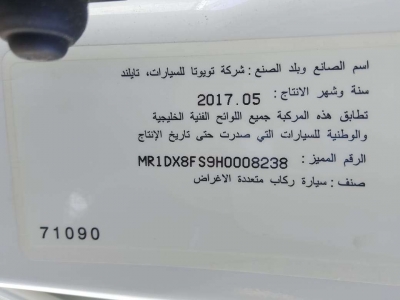 اسم الصانع وبلد الصنع : شركة تويوتا للسيارات، تايلند
سنة وشهر الانتاج : 2017.05
تطابق هذه المركبة جميع اللوائح الفنية الخليجية
والوطنية للسيارات التي صدرت حتى تاريخ الإنتاج
الرقم المميز : MR1DX8FS9H0008238
صنف : سيارة ركاب متعددة الاغراض
71090